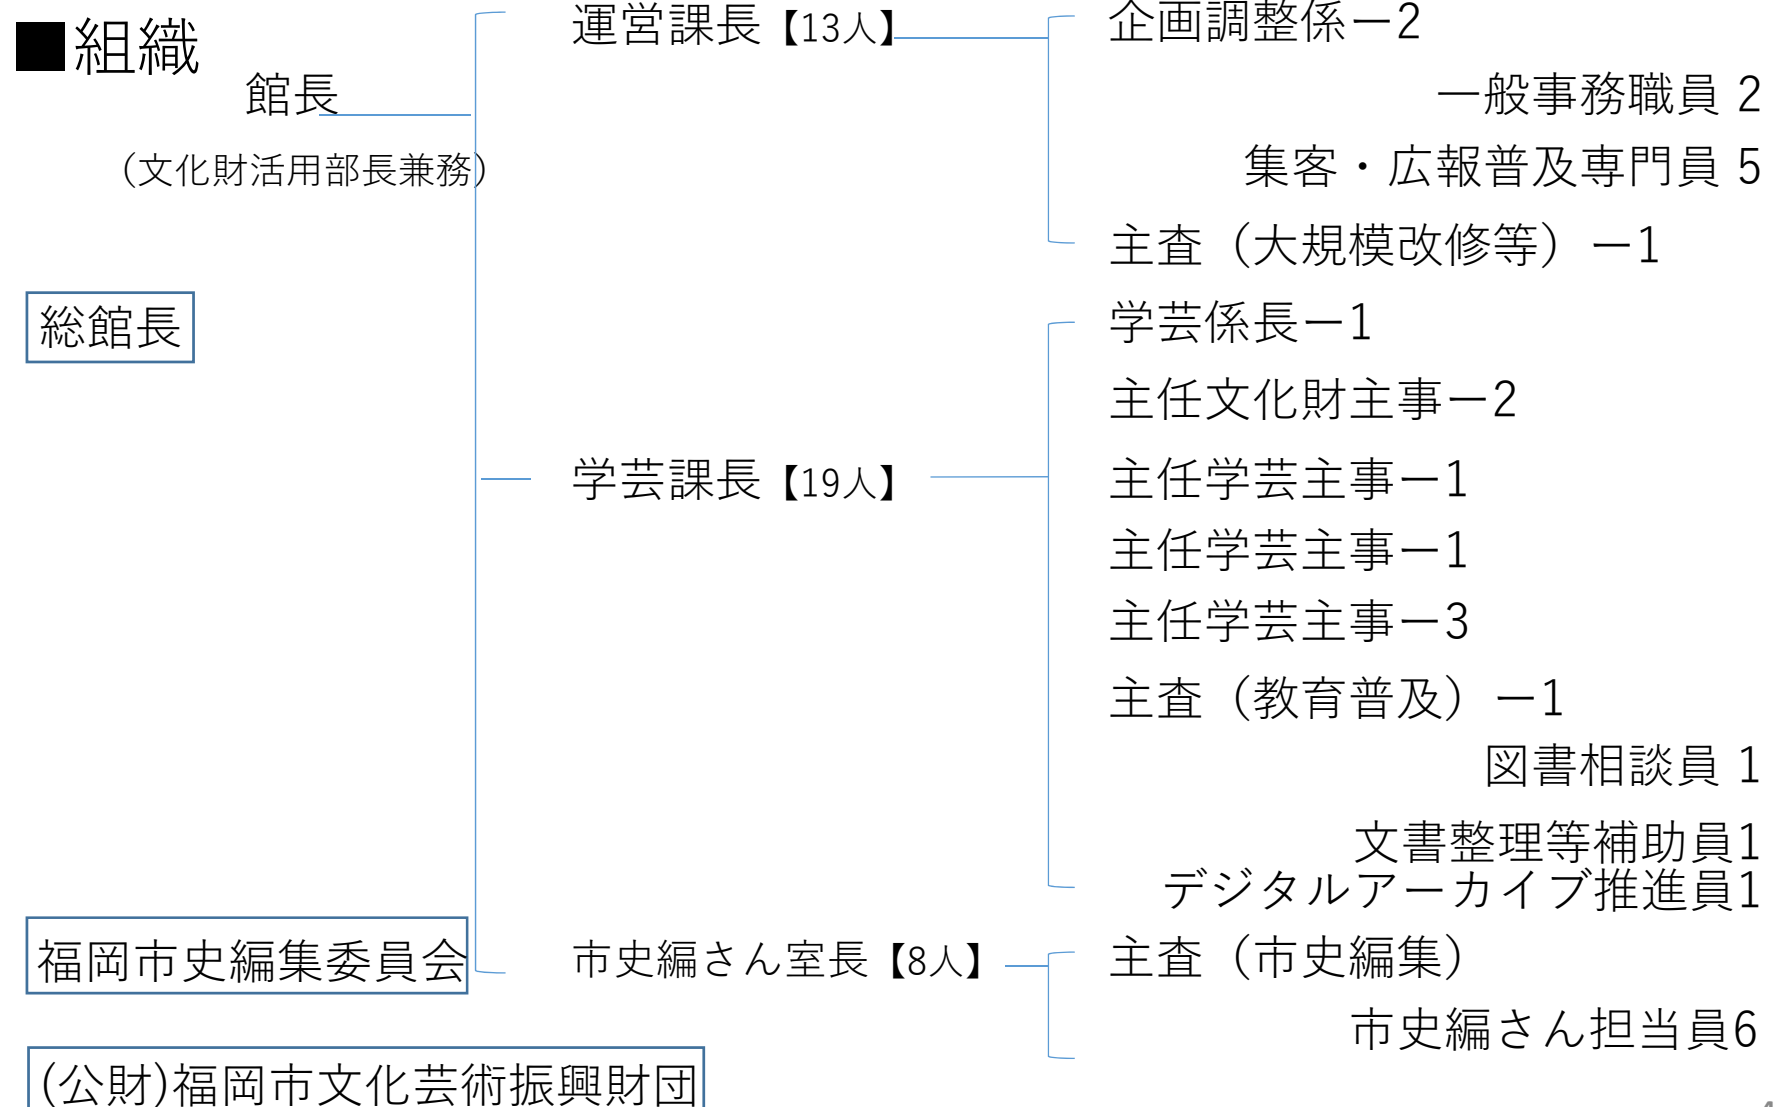 ■組織
館長
（文化財活用部長兼務）
総館長
福岡市史編集委員会
(公財)福岡市文化芸術振興財団
運営課長【13人】
企画調整係ー2
一般事務職員 2
集客・広報普及専門員 5
主査（大規模改修等）ー1
学芸課長【19人】
学芸係長ー1
主任文化財主事ー2
主任学芸主事ー1
主任学芸主事ー1
主任学芸主事ー3
主査（教育普及）ー1
図書相談員 1
文書整理等補助員1
デジタルアーカイブ推進員1
市史編さん室長【8人】
主査（市史編集）
市史編さん担当員6